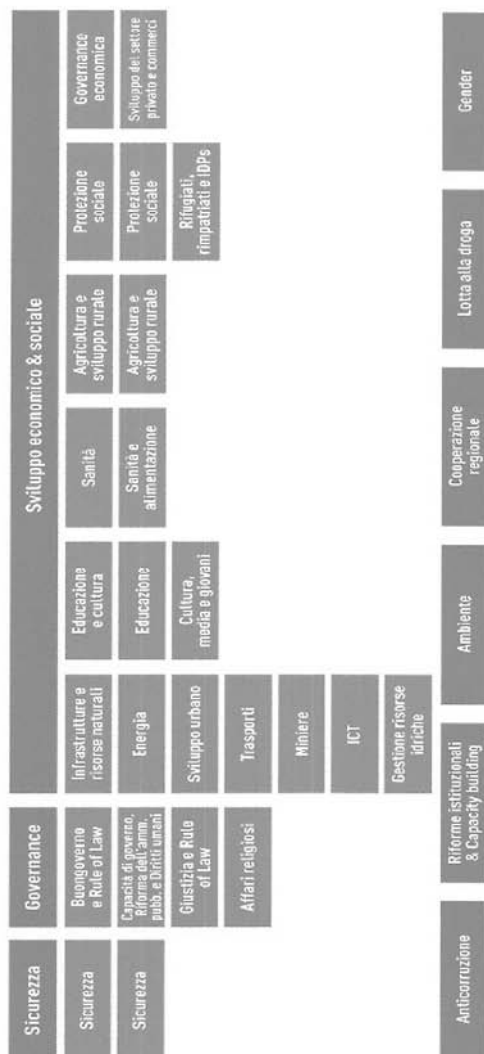 Sicurezza
Governance
Sviluppo economico & sociale
Sicurezza
Buongoverno
e Rule of Law
Infrastrutture e
risorse naturali
Educazione
e cultura
Sanità
Agricoltura e
sviluppo rurale
Protezione
sociale
Governance
economica
Sicurezza
Capacità di governo,
Riforma dell'amm.
pubb. e Diritti umani
Energia
Educazione
Sanità e
alimentazione
Agricoltura e
sviluppo rurale
Protezione
sociale
Sviluppo del settore
privato e commerci
Giustizia e Rule
of Law
Sviluppo urbano
Cultura,
media e giovani
Rifugiati,
rimpatriati e IDPs
Affari religiosi
Trasporti
Miniere
ICT
Gestione risorse
idriche
Anticorruzione
Riforme istituzionali
& Capacity building
Ambiente
Cooperazione
regionale
Lotta alla droga
Gender